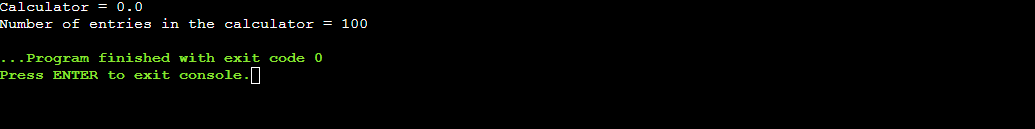 Calculator = 0.0
Number of entries in the calculator = 100
...Program finished with exit code 0
Press ENTER to exit console.